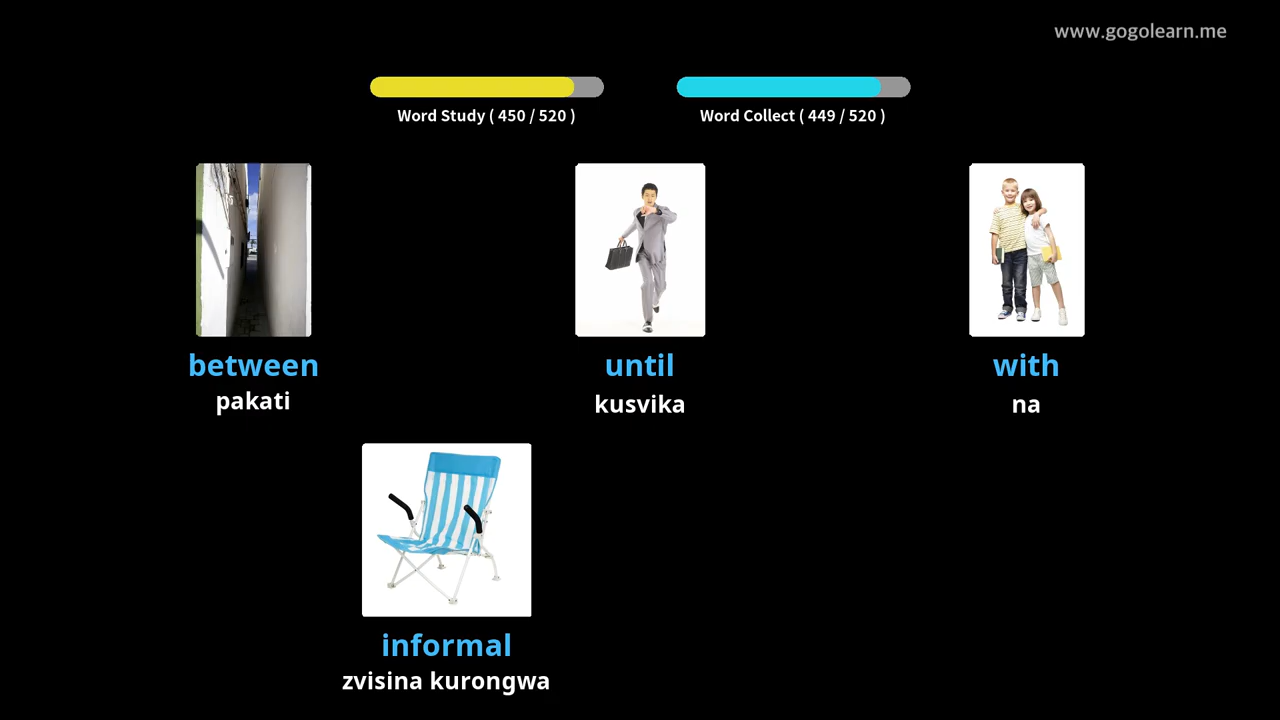 www.gogolearn.me
Word Study ( 450 / 520 )
Word Collect ( 449 / 520 )
between
pakati
until
kusvika
with
na
informal
zvisina kurongwa